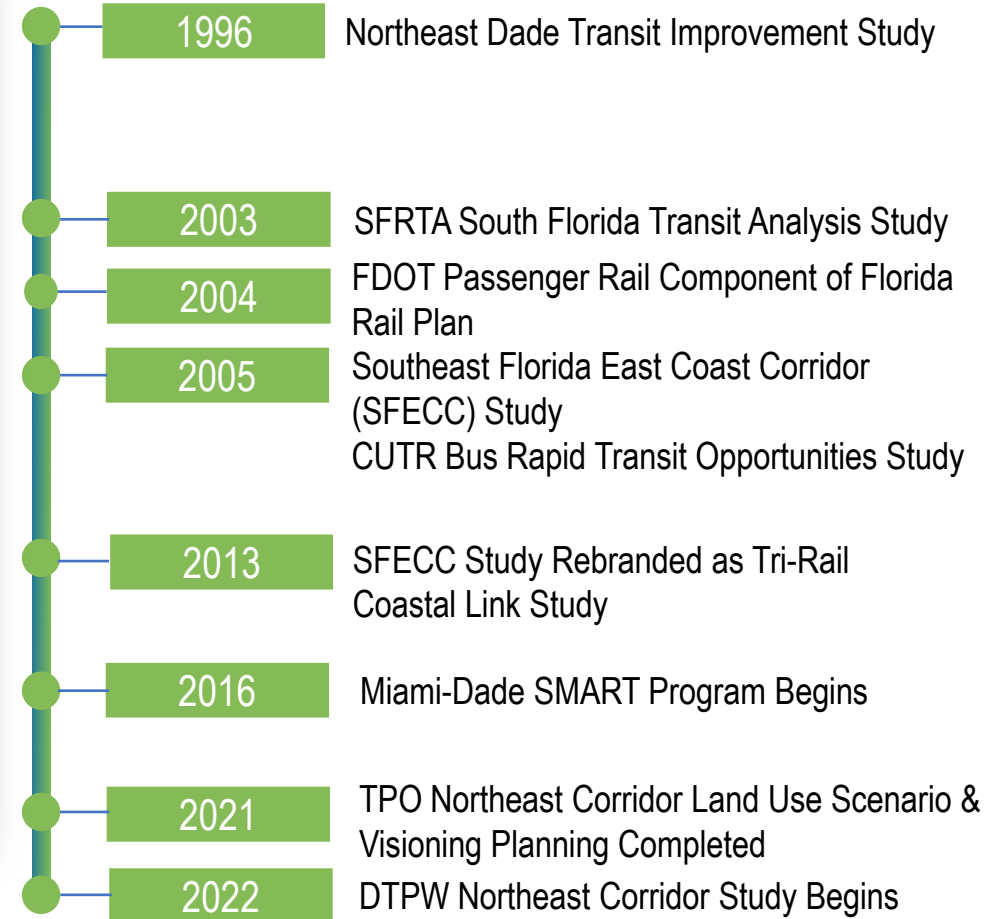 1996 Northeast Dade Transit Improvement Study
2003 SFRTA South Florida Transit Analysis Study
2004 FDOT Passenger Rail Component of Florida
Rail Plan
2005 Southeast Florida East Coast Corridor
(SFECC) Study
CUTR Bus Rapid Transit Opportunities Study
2013 SFECC Study Rebranded as Tri-Rail
Coastal Link Study
2016 Miami-Dade SMART Program Begins
2021 TPO Northeast Corridor Land Use Scenario &
Visioning Planning Completed
2022 DTPW Northeast Corridor Study Begins